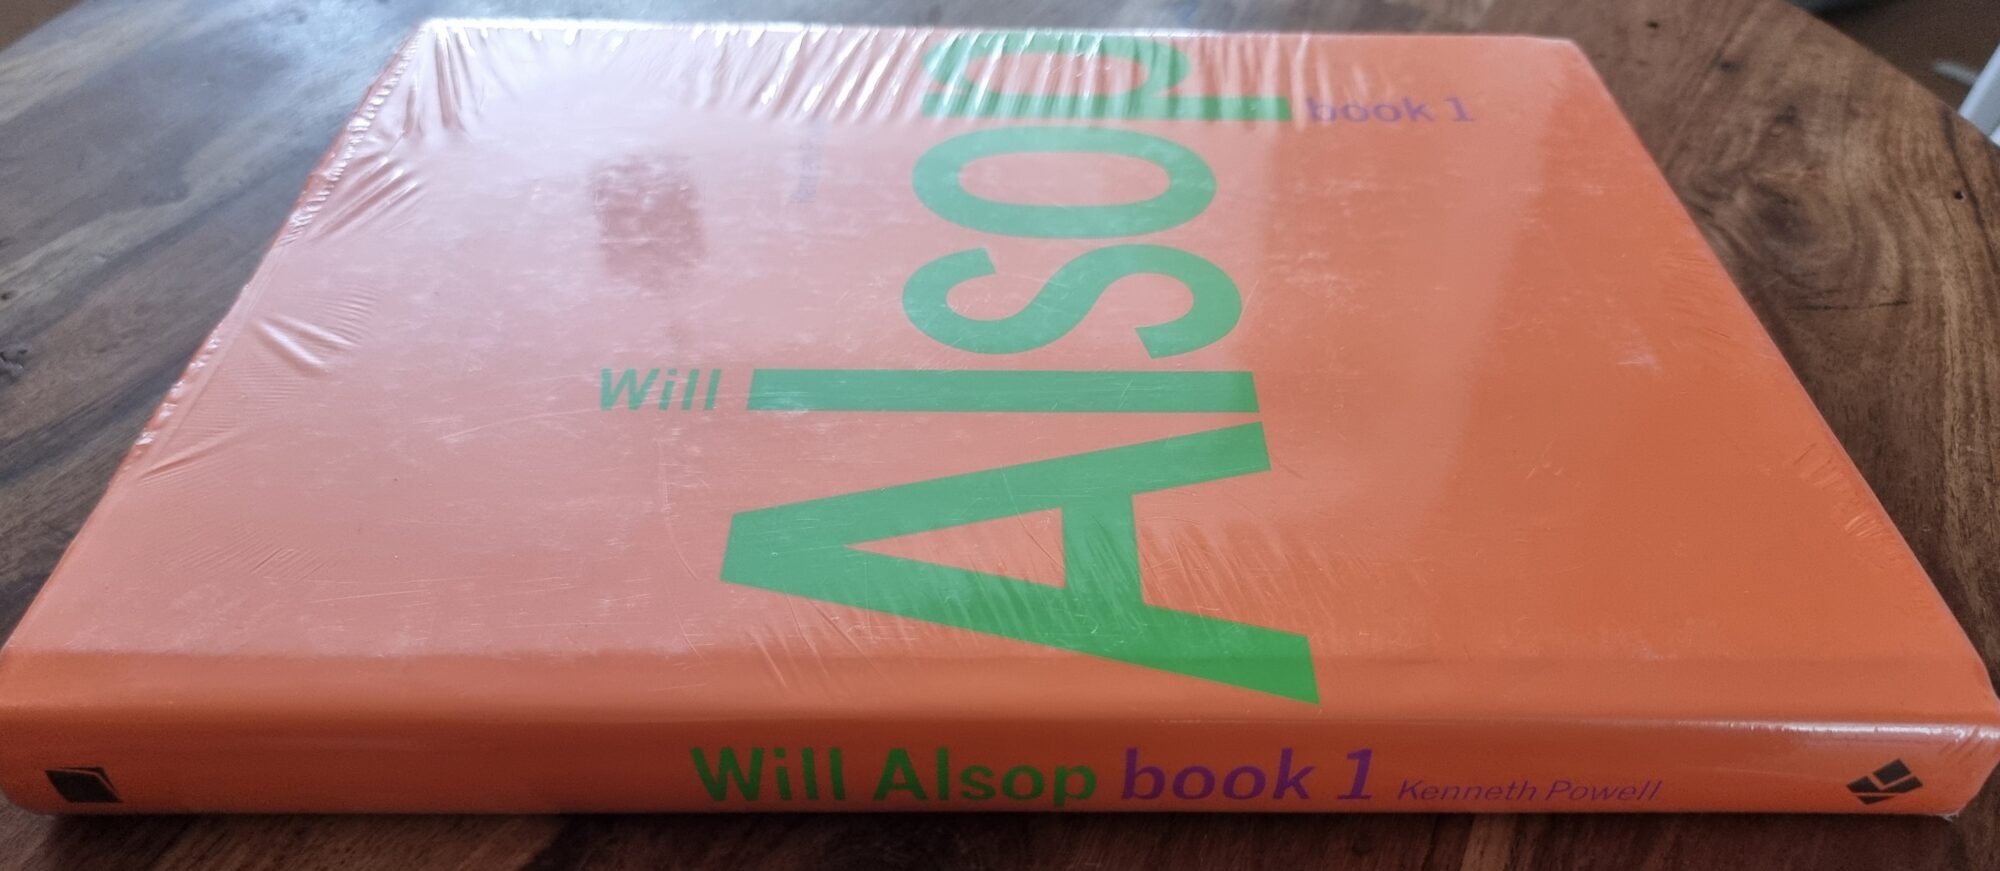 Will
Alsop
book 1
Will Alsop book 1 Kenneth Powell